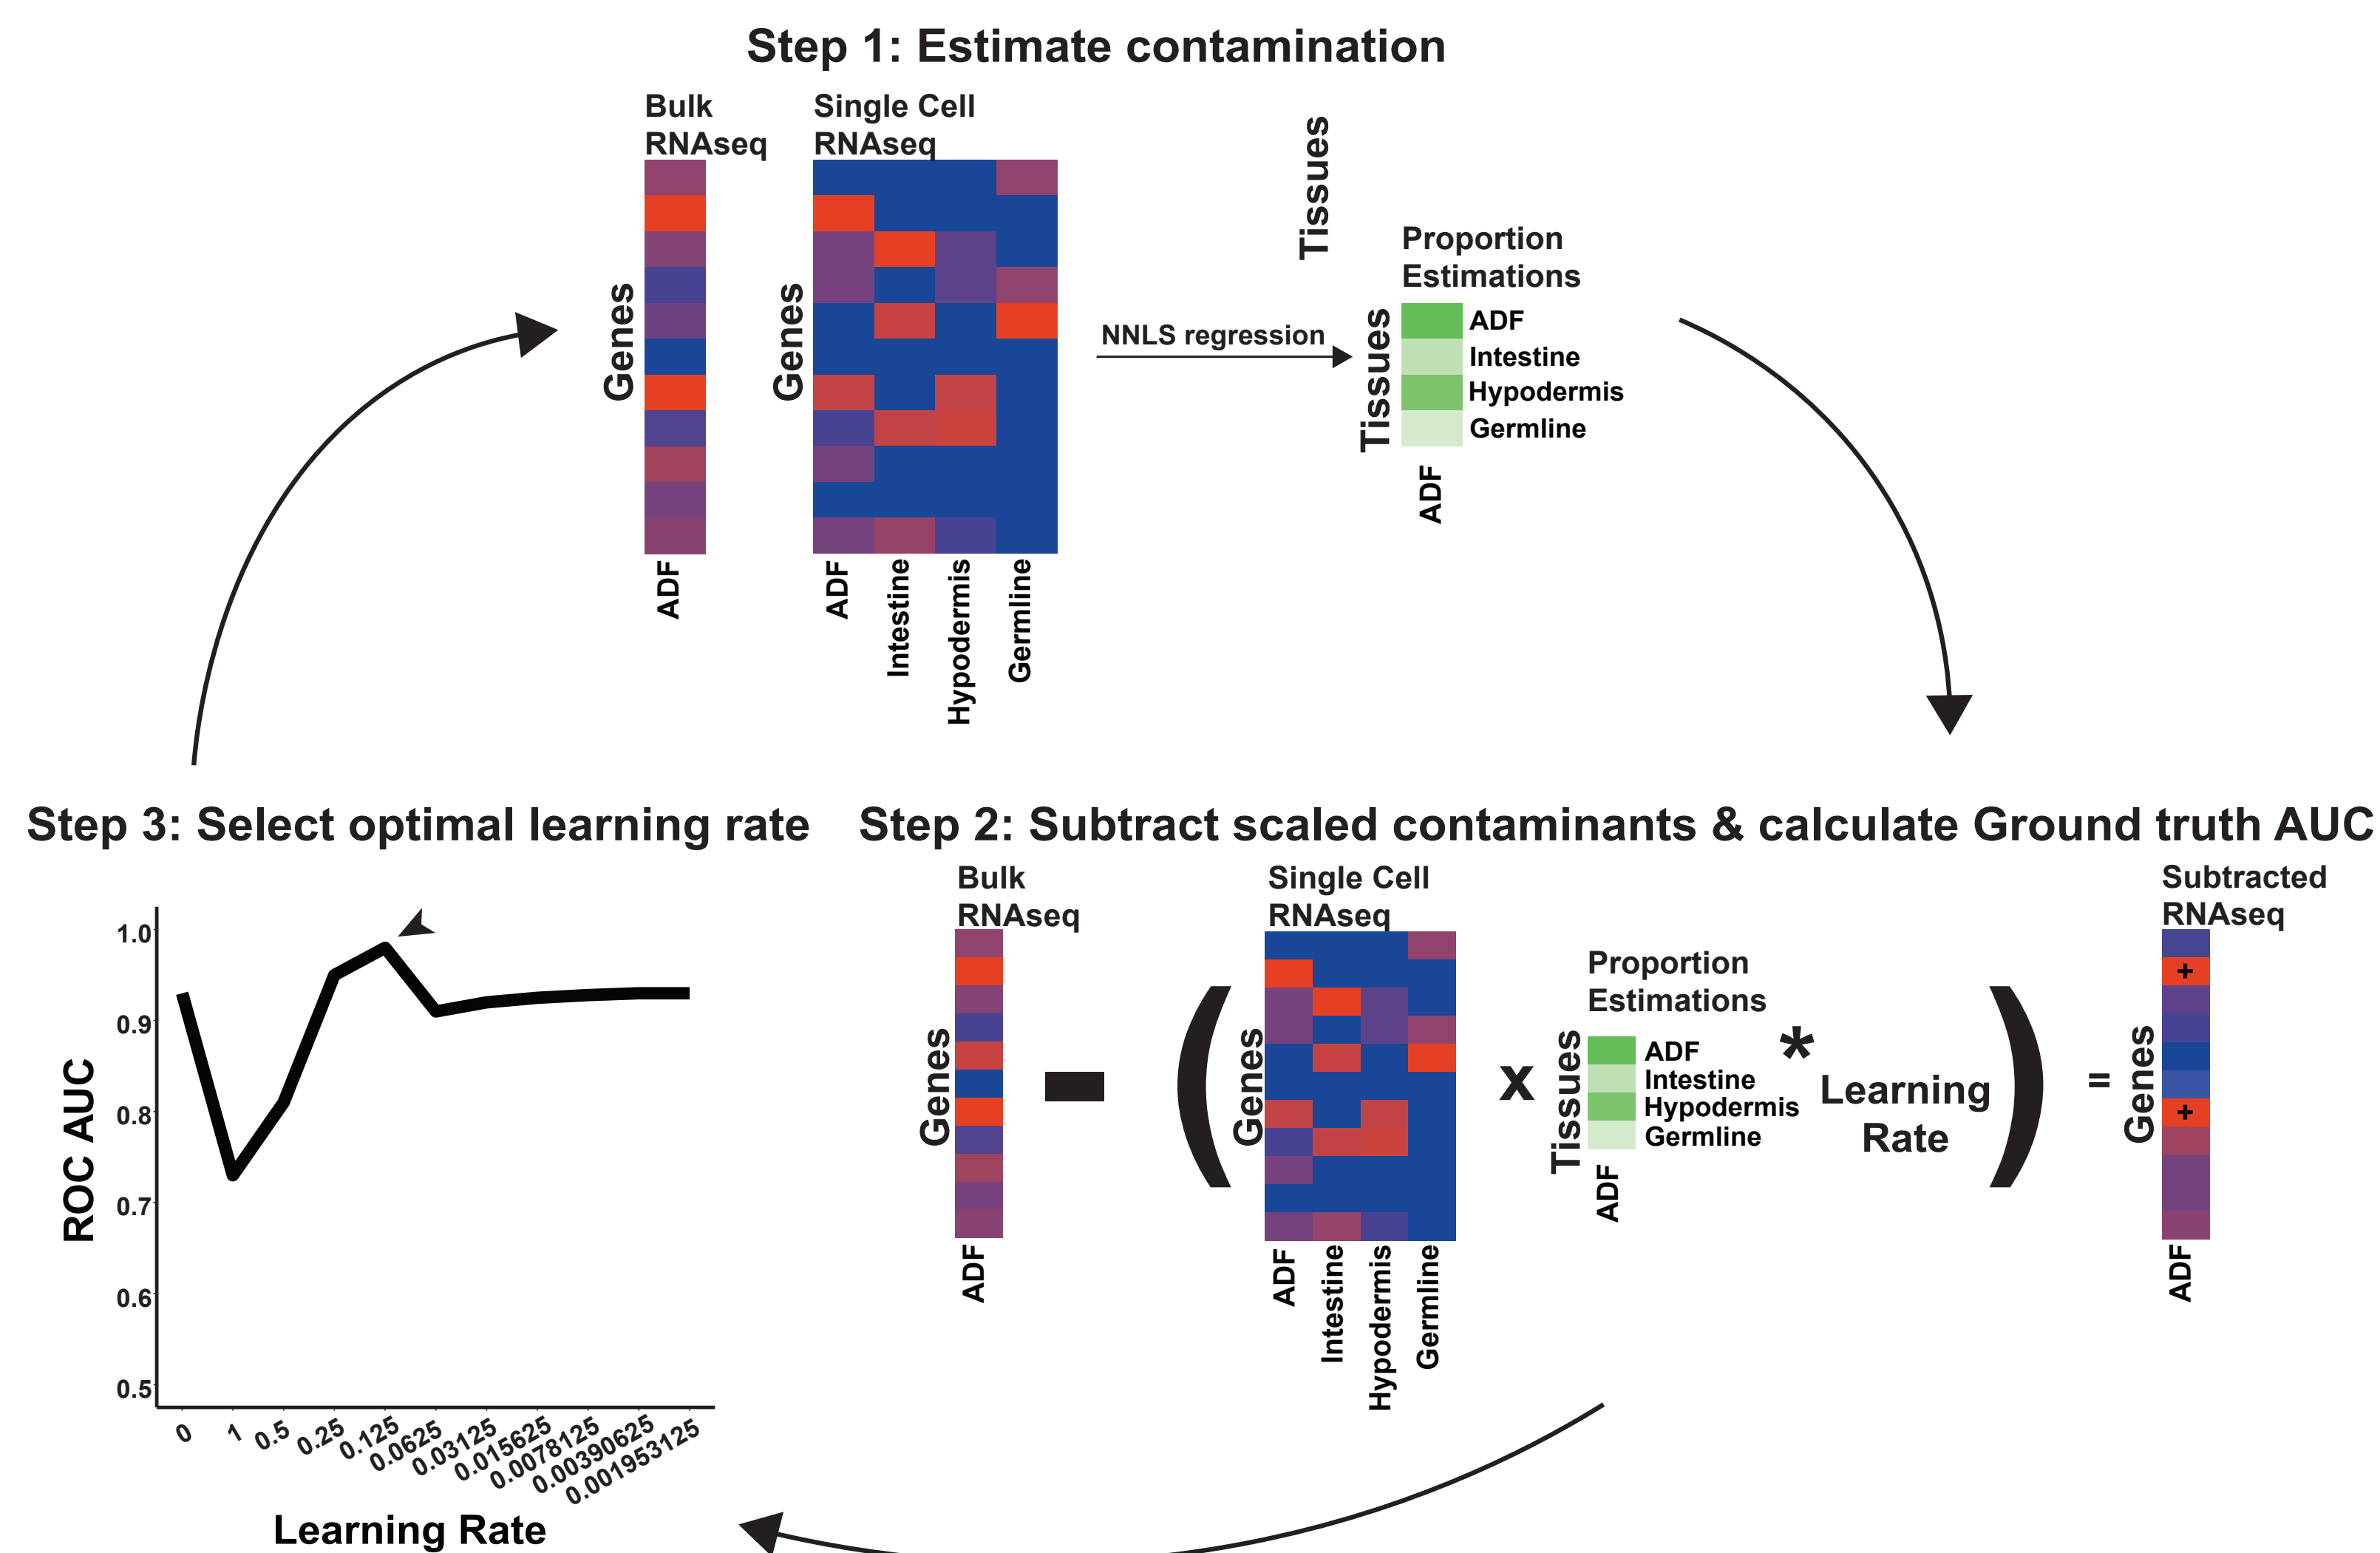 Step 1: Estimate contamination
Bulk
RNAseq
Single Cell
RNAseq
Genes
Genes
ADF
ADF
Intestine
Hypodermis
Germline
NNLS regression
Tissues
Proportion
Estimations
Tissues
ADF
Intestine
Hypodermis
Germline
ADF
Step 3: Select optimal learning rate
ROC AUC
1.0
0.9
0.8
0.7
0.6
0.5
0
1
0.5
0.25
0.125
0.0625
0.03125
0.015625
0.0078125
0.00390625
0.001953125
Learning Rate
Step 2: Subtract scaled contaminants & calculate Ground truth AUC
Bulk
RNAseq
Genes
ADF
(
Single Cell
RNAseq
Genes
ADF
Intestine
Hypodermis
Germline
x
Proportion
Estimations
Tissues
ADF
Intestine
Hypodermis
Germline
ADF
*
Learning
Rate
)
=
Subtracted
RNAseq
Genes
+
+
ADF